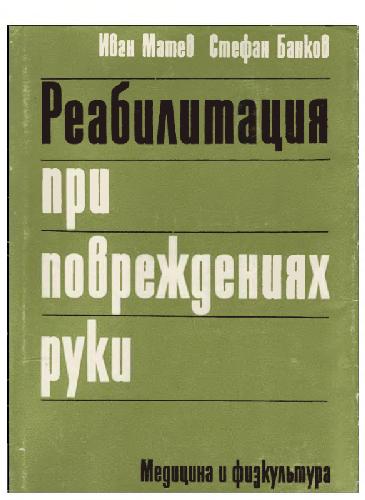 Иван Матев Стефан Банков
Реабилитация
при
повреждениях
руки
Медицина и физкультура